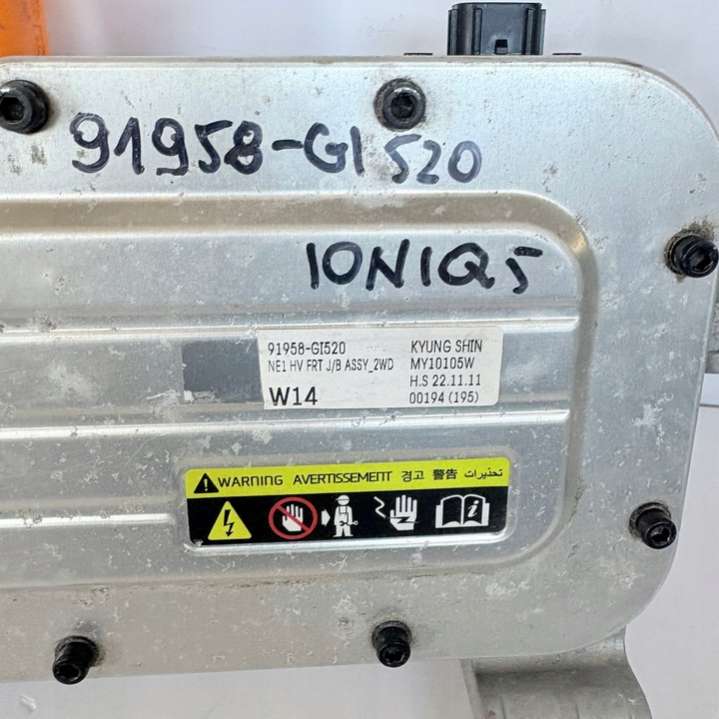 91958-GI520
IONIQ5
91958-GI520 KYUNG SHIN
NE1 HV FRT J/B ASSY_2WD MY10105W
H.S 22.11.11
W14 00194 (195)
WARNING AVERTISSEMENT 경고 警告 تحذيرات